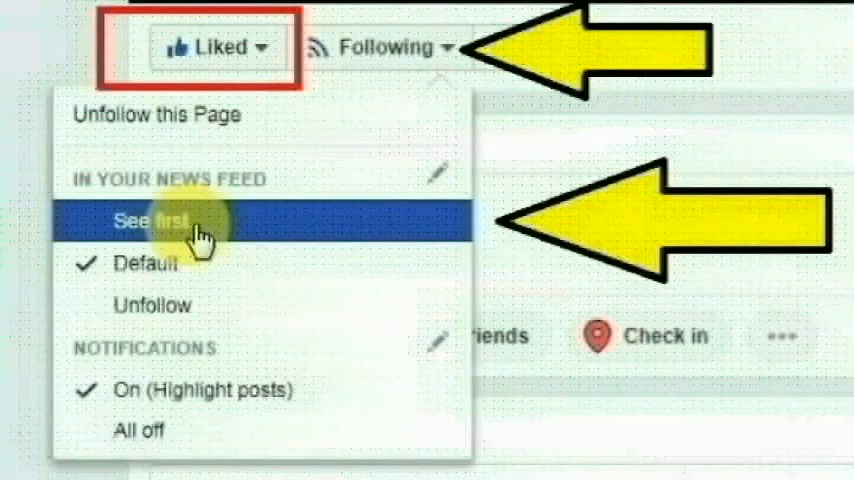 Liked Following
Unfollow this Page
IN YOUR NEWS FEED
See first
Default
Unfollow
riends Check in
NOTIFICATIONS
On (Highlight posts)
All off